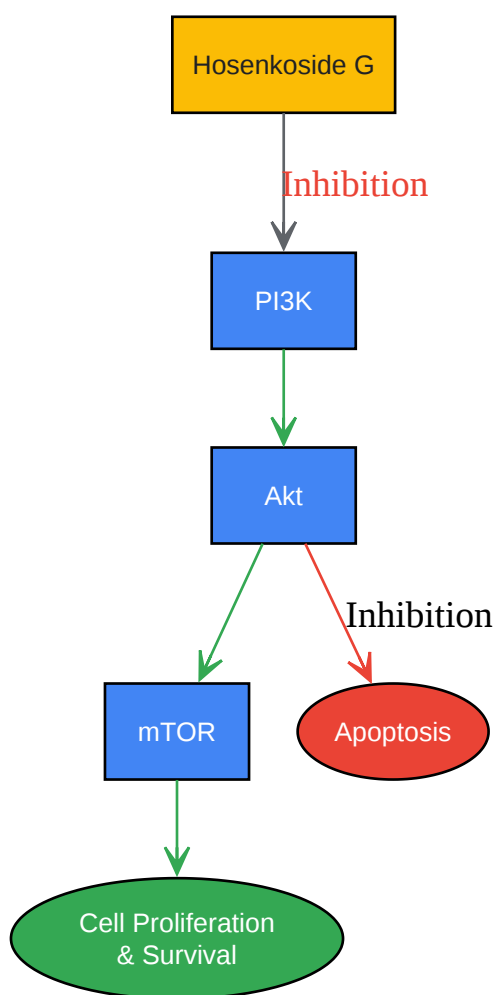 Hosenkoside G
Inhibition
PI3K
Akt
Inhibition
mTOR
Apoptosis
Cell Proliferation
& Survival